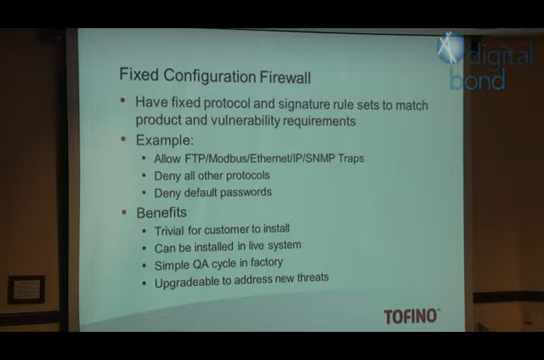 digital
bond
Fixed Configuration Firewall
• Have fixed protocol and signature rule sets to match
product and vulnerability requirements
• Example:
• Allow FTP/Modbus/Ethernet/IP/SNMP Traps
• Deny all other protocols
• Deny default passwords
• Benefits
• Trivial for customer to install
• Can be installed in live system
• Simple QA cycle in factory
• Upgradeable to address new threats
TOFINO™